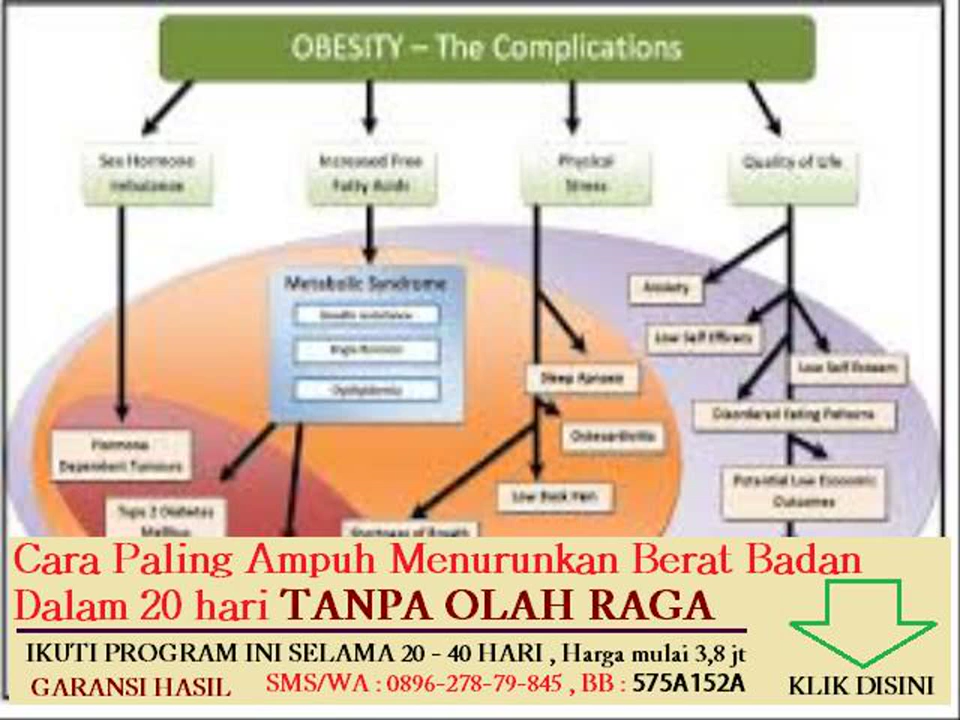 OBESITY – The Complications
Sex Hormone
Imbalance
Increased Free
Fatty Acids
Physical
Stress
Quality of Life
Metabolic Syndrome
Anxiety
Low Self Efficacy
Dyslipidemia
Sleep Apnoea
Low Self Esteem
Disordered Eating Patterns
Hormone
Dependent Tumours
Osteoarthritis
Low Back Pain
Potential Low Economic
Outcomes
Type 2 Diabetes
Mellitus
Shortness of Breath
Cara Paling Ampuh Menurunkan Berat Badan
Dalam 20 hari TANPA OLAH RAGA
IKUTI PROGRAM INI SELAMA 20 - 40 HARI , Harga mulai 3,8 jt
GARANSI HASIL SMS/WA : 0896-278-79-845 , BB : 575A152A
KLIK DISINI